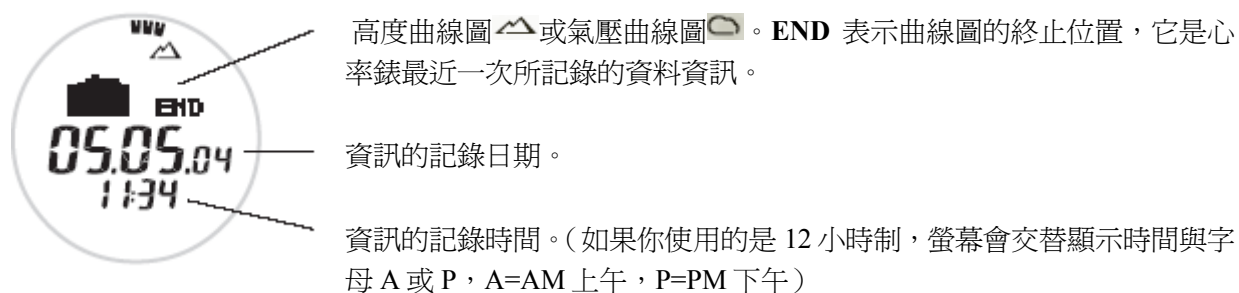 高度曲線圖或氣壓曲線圖。END 表示曲線圖的終止位置，它是心
率錶最近一次所記錄的資料資訊。
END
05.05.04
資訊的記錄日期。
11:34
資訊的記錄時間。（如果你使用的是 12 小時制，螢幕會交替顯示時間與字
母 A 或 P，A=AM 上午，P=PM 下午）